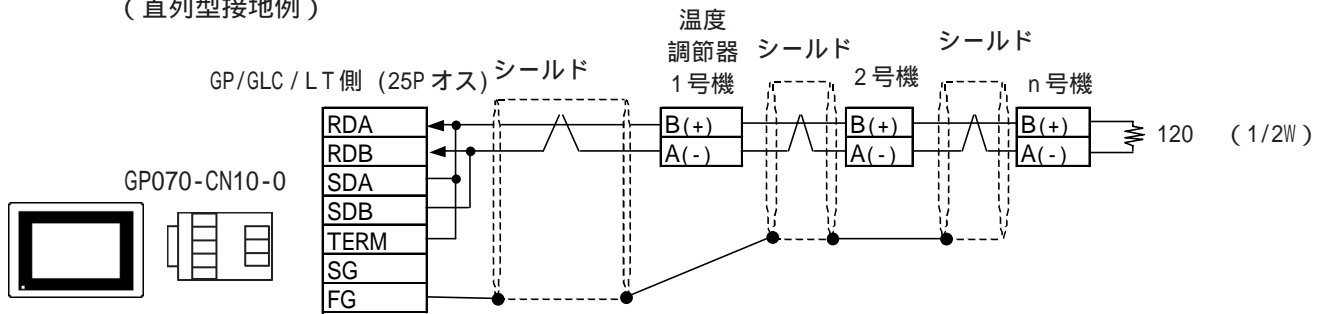 (直列型接地例)
温度
調節器
1号機
シールド
シールド
GP/GLC/LT側 (25Pオス)
シールド
2号機
n号機
RDA
RDB
SDA
SDB
TERM
SG
FG
B(+)
A(-)
B(+)
A(-)
B(+)
A(-)
120 (1/2W)
GP070-CN10-0